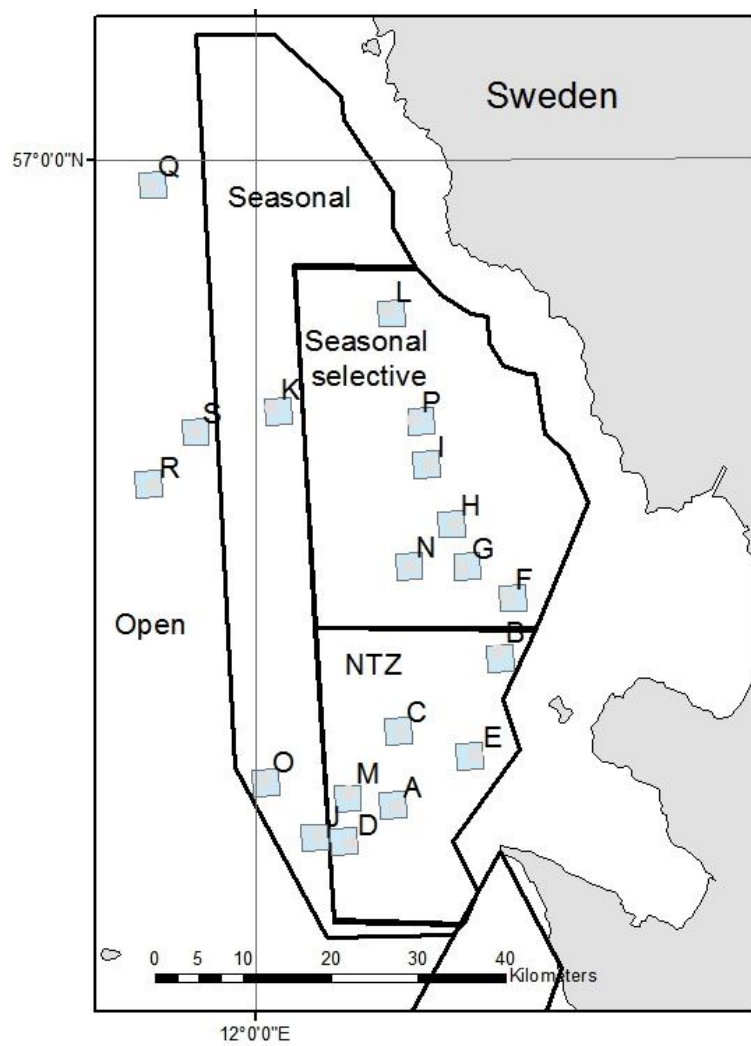 Sweden
57°0'0"N
Q
Seasonal
L
Seasonal
selective
K
S
P
I
R
H
N
G
F
Open
B
NTZ
C
E
O
M
A
J
D
0
5
10
20
30
40
Kilometers
12°0'0"E